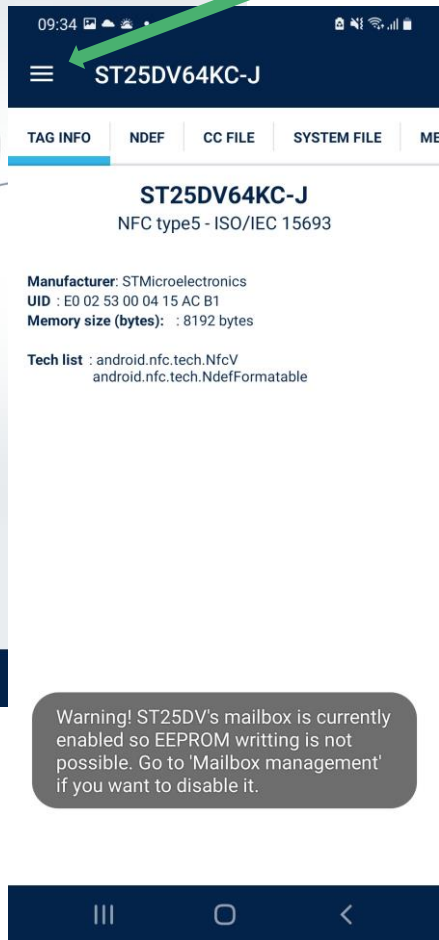 09:34
ST25DV64KC-J
TAG INFO NDEF CC FILE SYSTEM FILE ME
ST25DV64KC-J
NFC type5 - ISO/IEC 15693
Manufacturer: STMicroelectronics
UID : E0 02 53 00 04 15 AC B1
Memory size (bytes): : 8192 bytes
Tech list : android.nfc.tech.NfcV
android.nfc.tech.NdefFormatable
Warning! ST25DV's mailbox is currently
enabled so EEPROM writting is not
possible. Go to 'Mailbox management'
if you want to disable it.